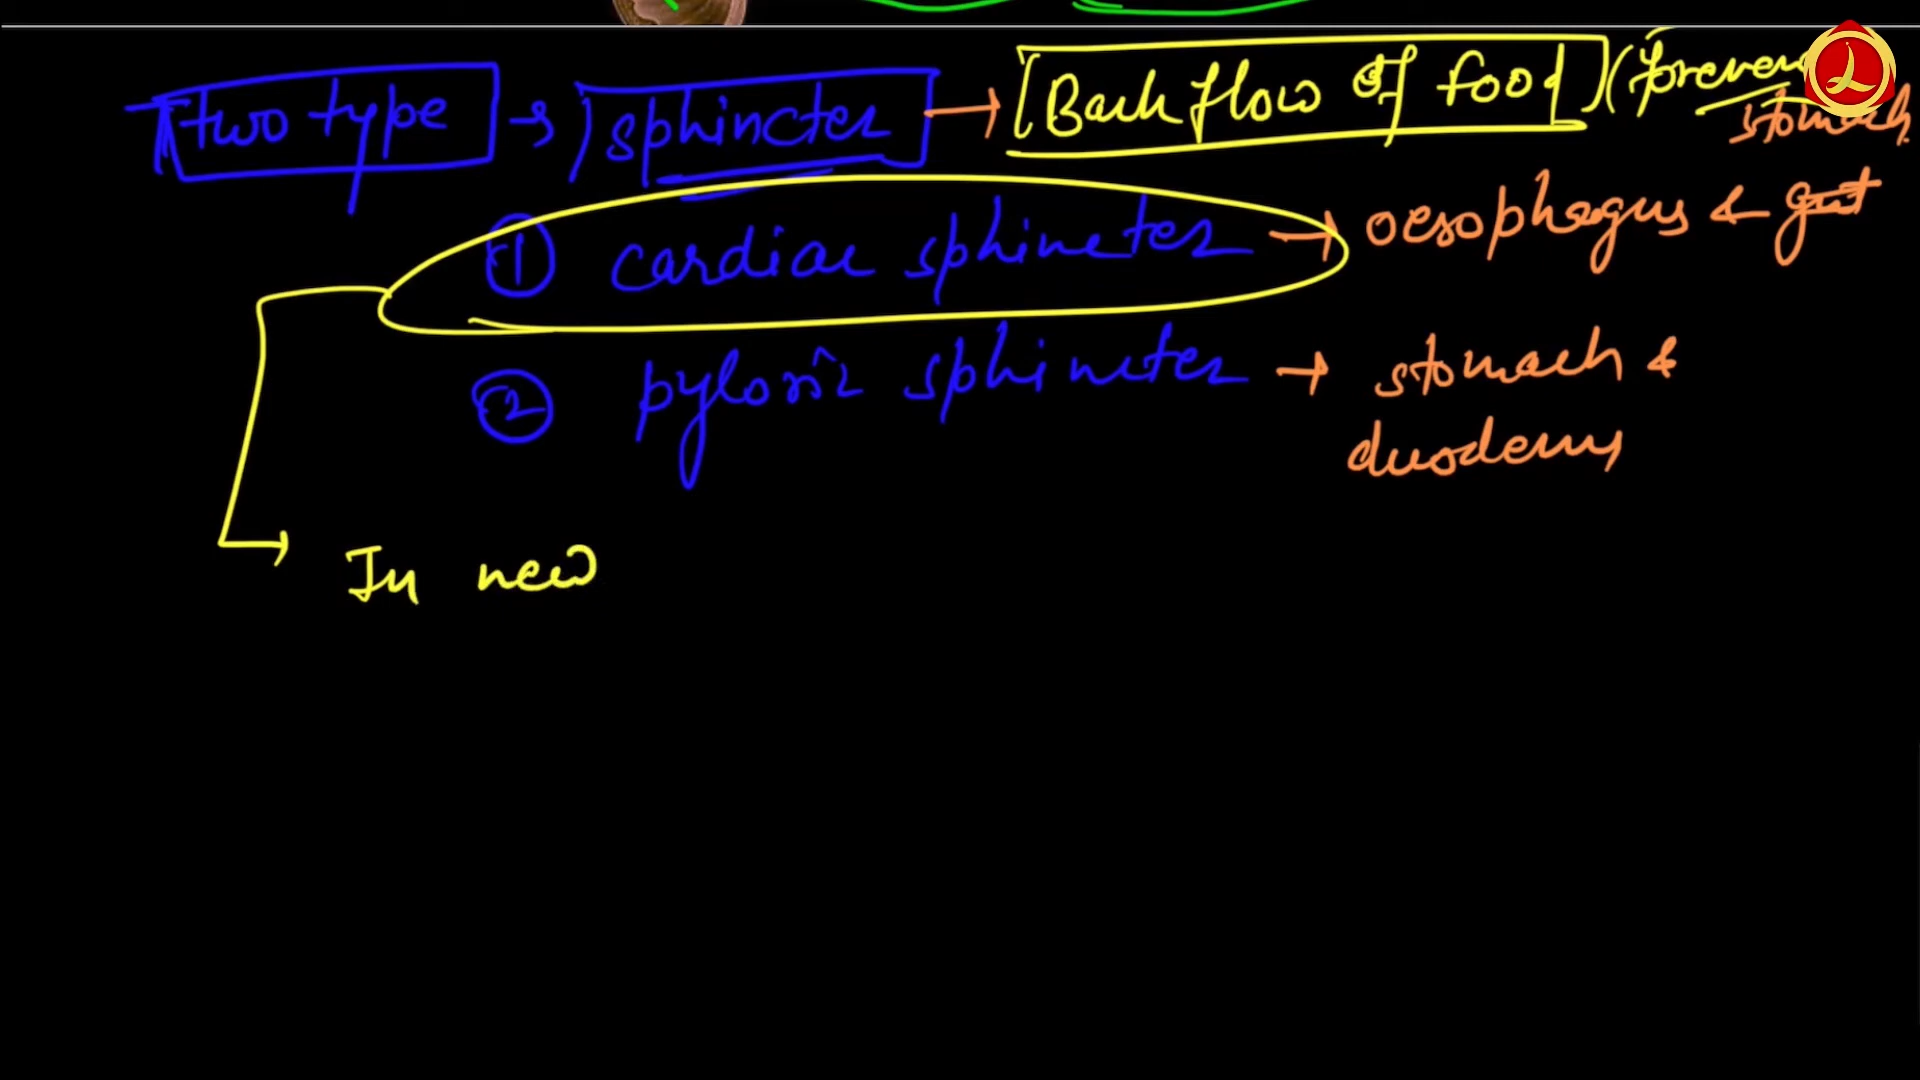 two type → sphincter → [Back flow of food] (preven
stomach
① cardiac sphincter → oesophagus & gut
② pyloric sphincter → stomach &
duodenum
→ In new